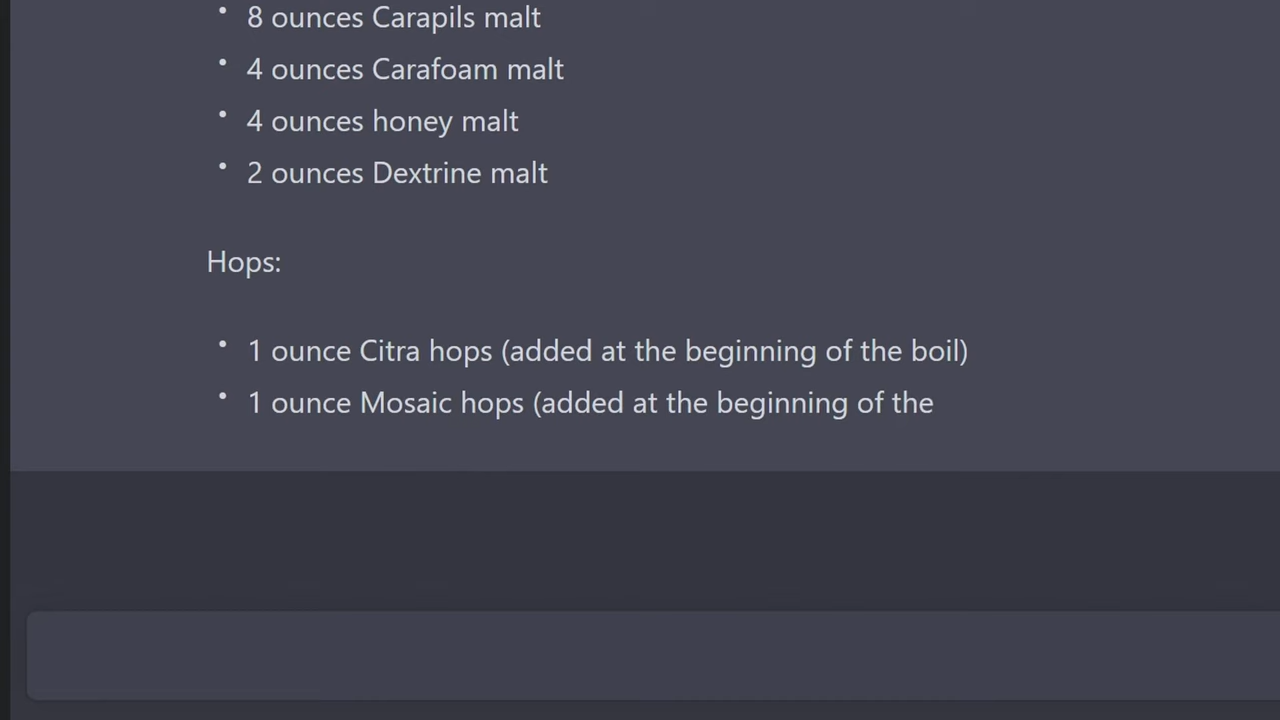 • 8 ounces Carapils malt
• 4 ounces Carafoam malt
• 4 ounces honey malt
• 2 ounces Dextrine malt
Hops:
• 1 ounce Citra hops (added at the beginning of the boil)
• 1 ounce Mosaic hops (added at the beginning of the